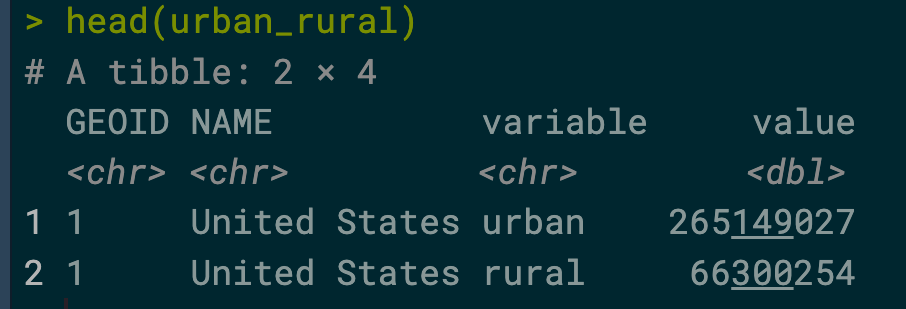 > head(urban_rural)
# A tibble: 2 × 4
  GEOID NAME          variable     value
  <chr> <chr>         <chr>        <dbl>
1 1     United States urban    265149027
2 1     United States rural     66300254